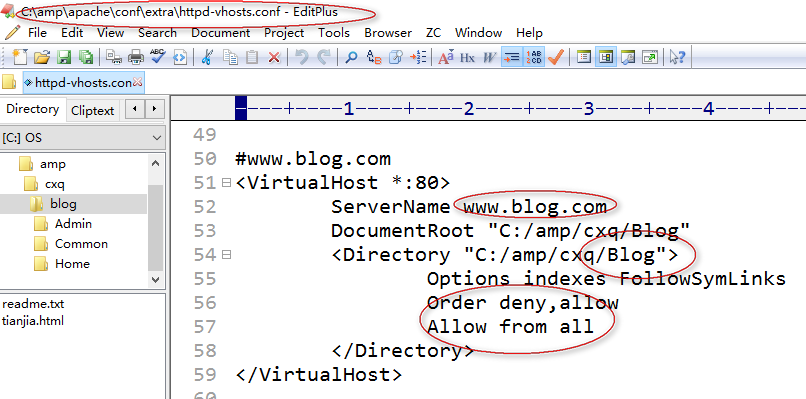 C:\amp\apache\conf\extra\httpd-vhosts.conf - EditPlus
File Edit View Search Document Project Tools Browser ZC Window Help
httpd-vhosts.con
Directory Cliptext
[C:] OS
amp
cxq
blog
Admin
Common
Home
readme.txt
tianjia.html
----+----1----+----2----+----3----+----4----+--
49
50 #www.blog.com
51 <VirtualHost *:80>
52 ServerName www.blog.com
53 DocumentRoot "C:/amp/cxq/Blog"
54 <Directory "C:/amp/cxq/Blog">
55 Options indexes FollowSymLinks
56 Order deny,allow
57 Allow from all
58 </Directory>
59 </VirtualHost>
60